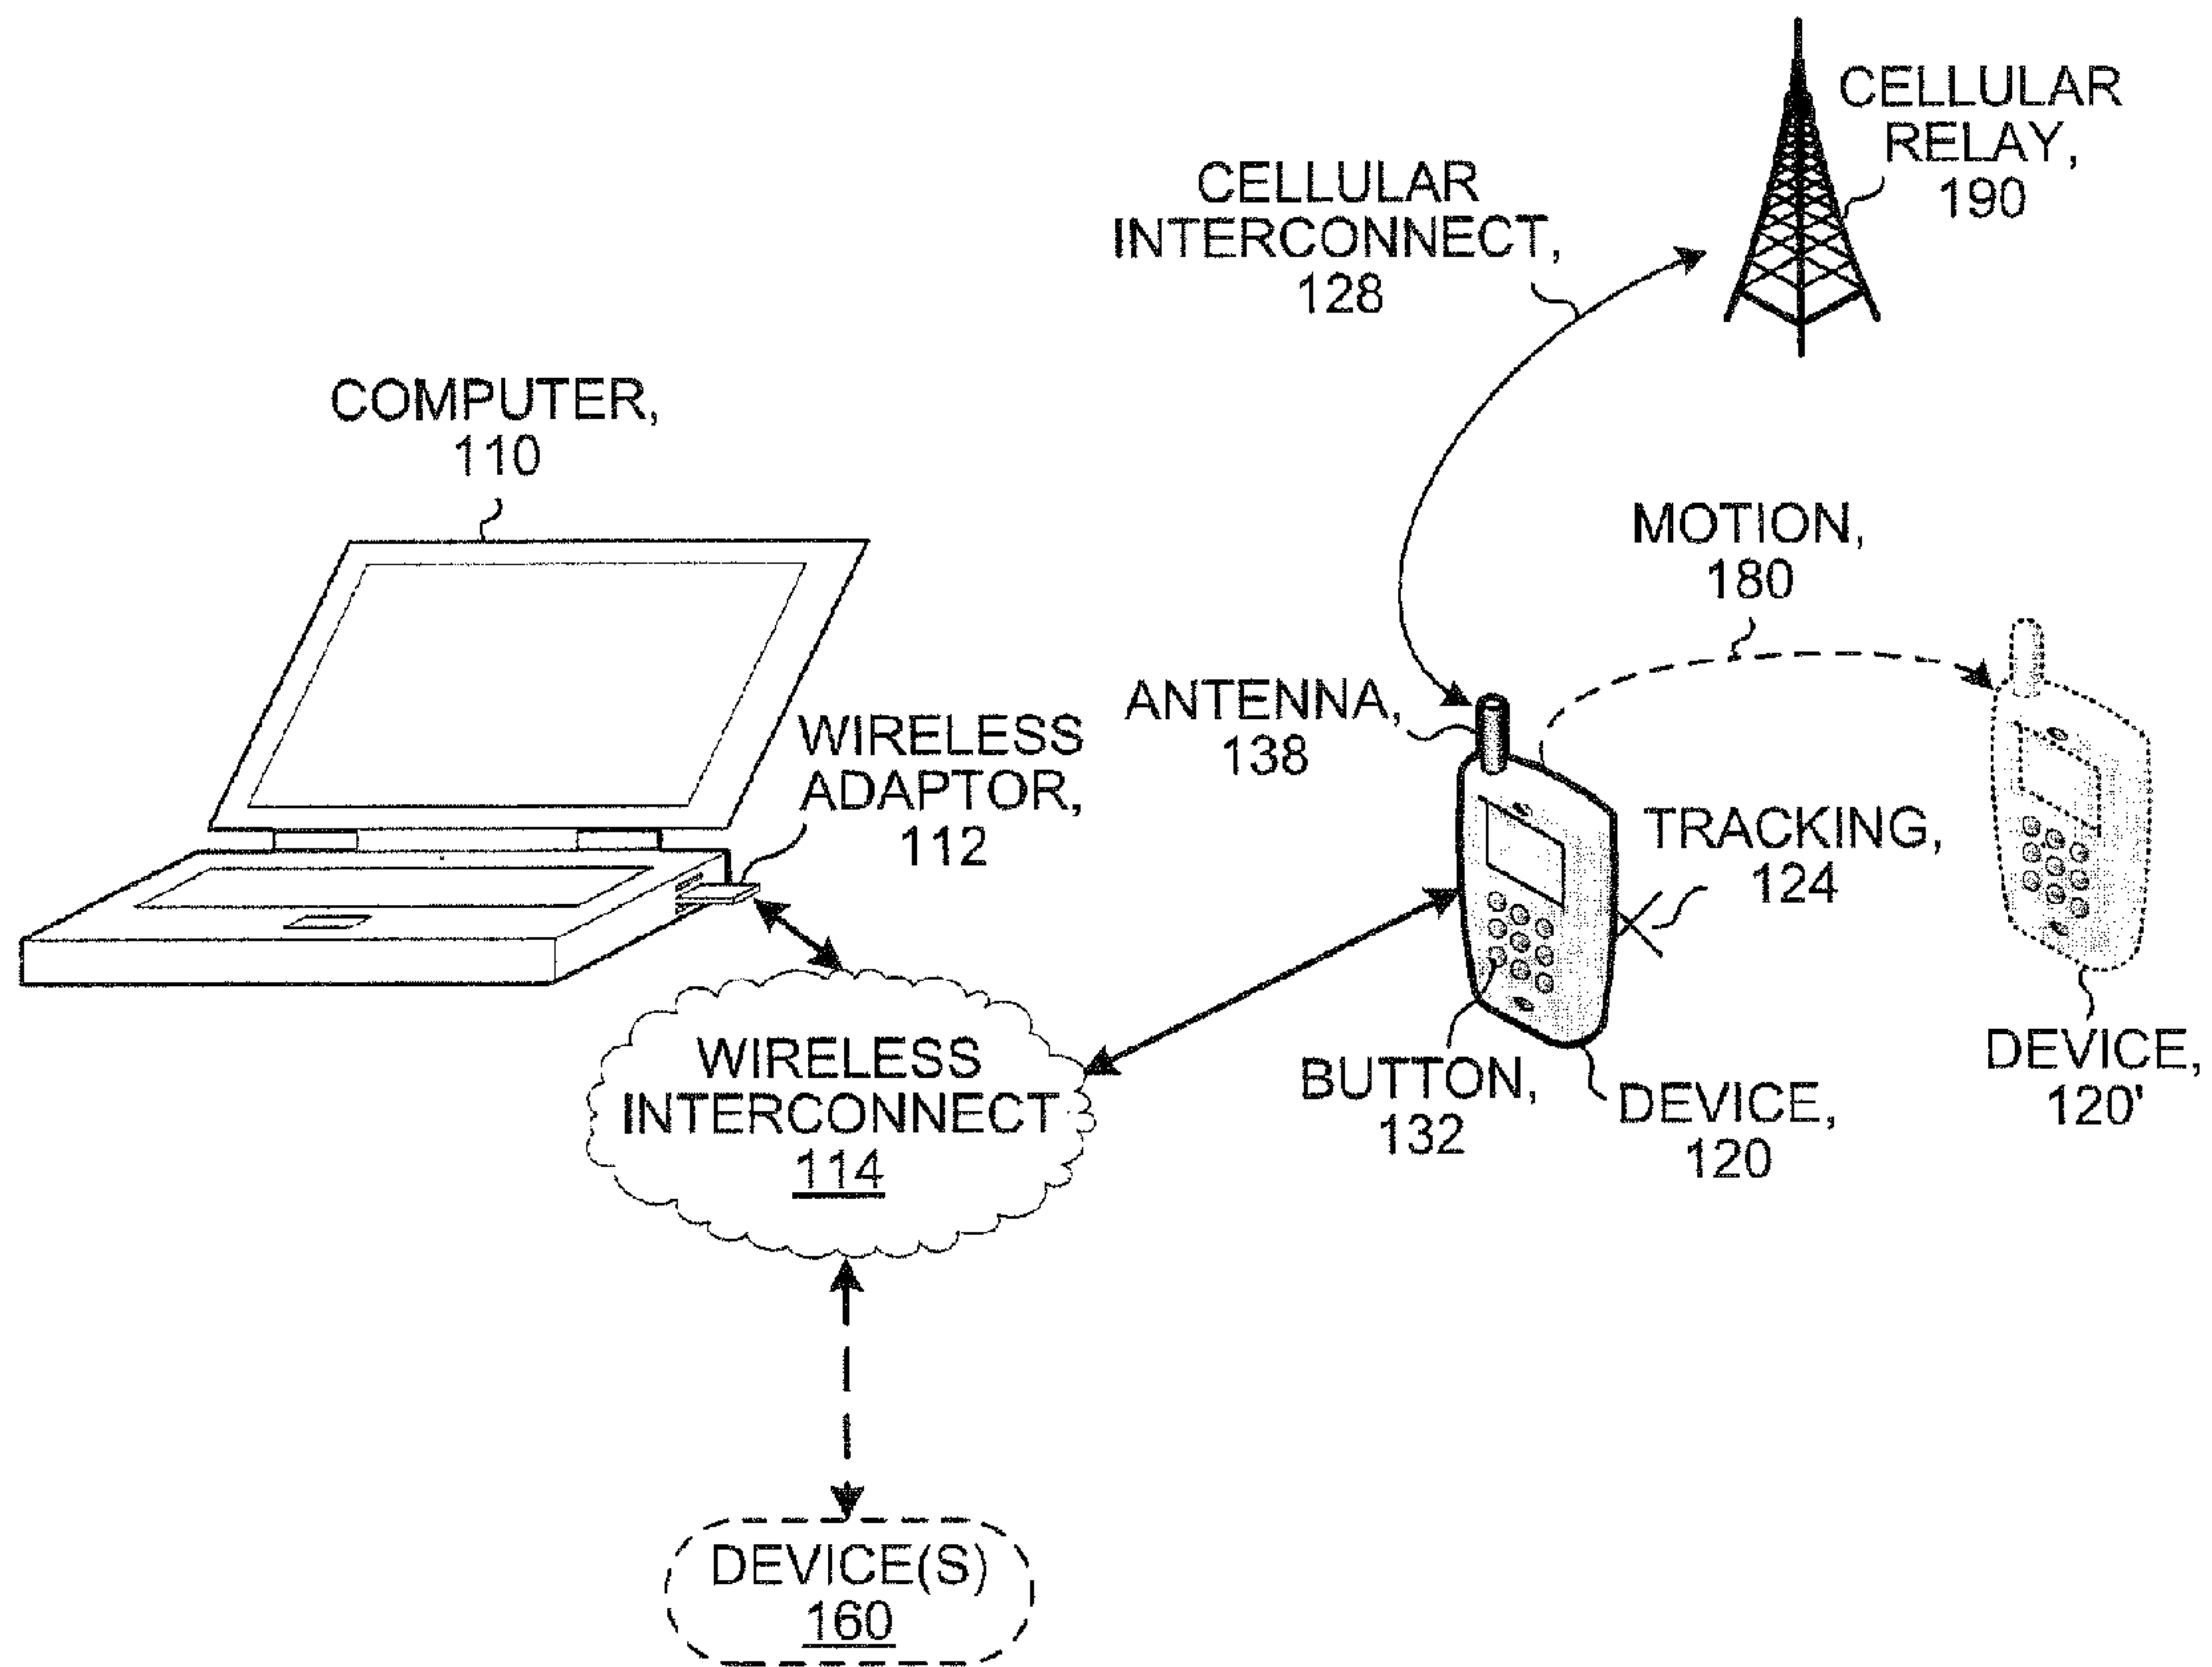 CELLULAR
RELAY,
190
CELLULAR
INTERCONNECT,
128
COMPUTER,
110
MOTION,
180
ANTENNA,
138
WIRELESS
ADAPTOR,
112
TRACKING,
124
WIRELESS
INTERCONNECT
114
BUTTON,
132
DEVICE,
120
DEVICE,
120'
DEVICE(S)
160